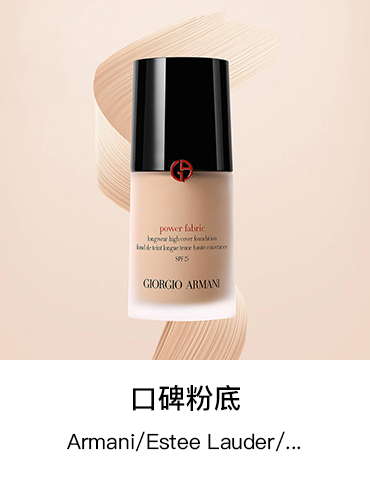 power fabric
longwear high cover foundation
fond de teint longue tenue haute couvrance
SPF 25
GIORGIO ARMANI
口碑粉底
Armani/Estee Lauder/...